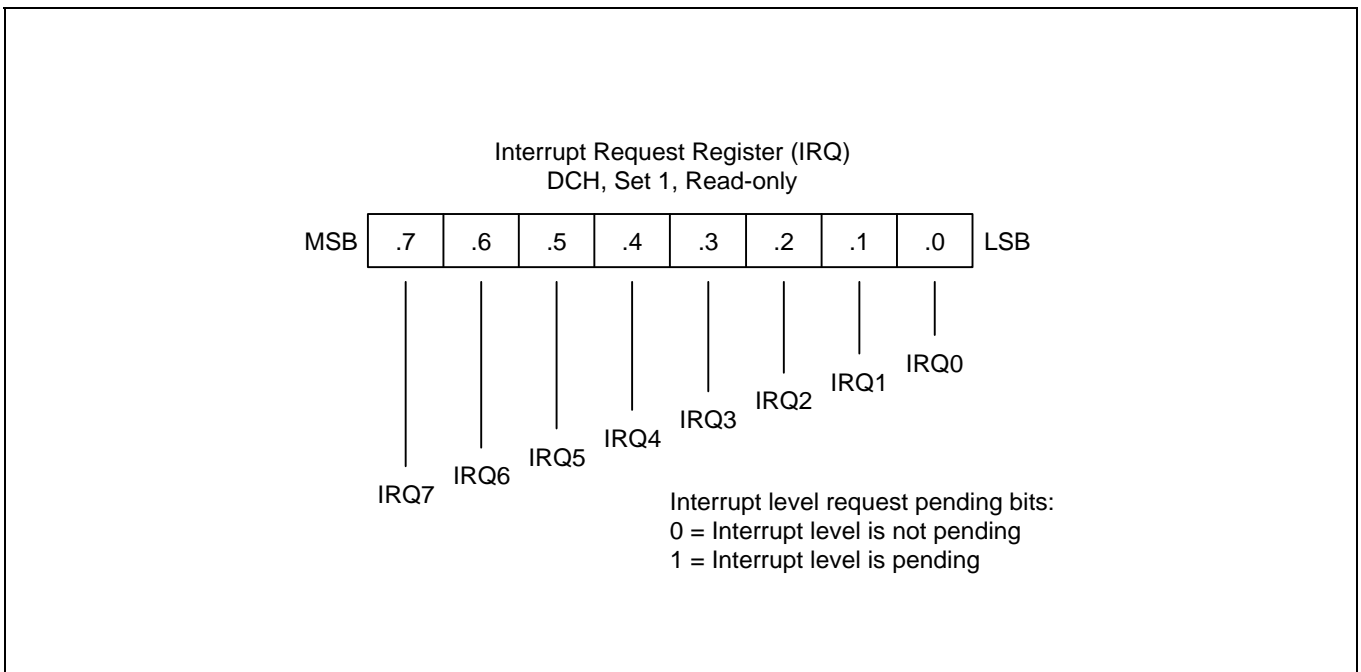 Interrupt Request Register (IRQ)
DCH, Set 1, Read-only
MSB .7 .6 .5 .4 .3 .2 .1 .0 LSB
IRQ0
IRQ1
IRQ2
IRQ3
IRQ4
IRQ5
IRQ6
IRQ7
Interrupt level request pending bits:
0 = Interrupt level is not pending
1 = Interrupt level is pending